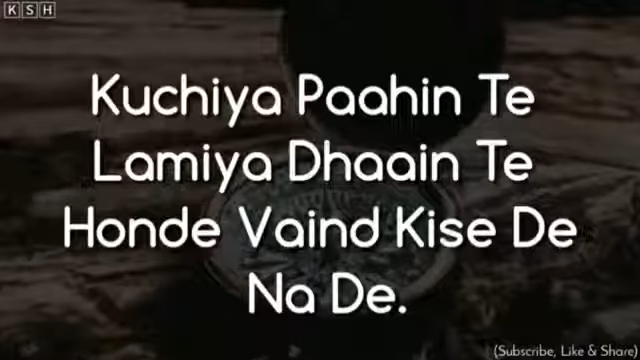 KSH
Kuchiya Paahin Te
Lamiya Dhaain Te
Honde Vaind Kise De
Na De.
(Subscribe, Like & Share)